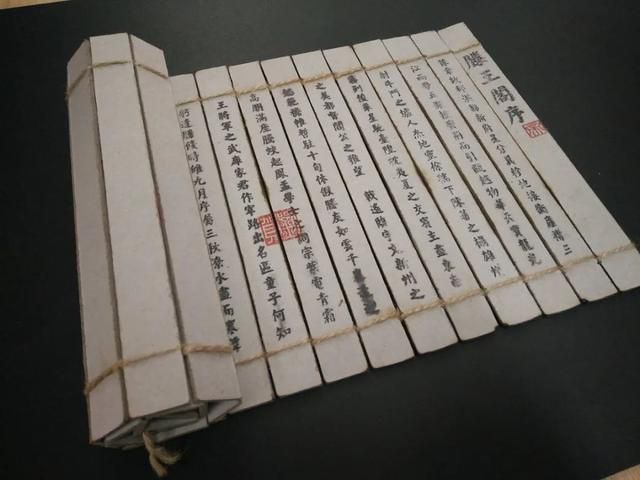 滕王閣序
豫章故郡洪都新府星分翼軫地接衡廬襟三
江而帶五湖控蠻荊而引甌越物華天寶龍光
射牛鬥之墟人杰地靈徐孺下陳蕃之榻雄州
霧列俊采星馳臺隍枕夷夏之交賓主盡東南
之美都督閻公之雅望 戟遙臨宇文新州之
懿範襜帷暫駐十旬休假勝友如雲千
高朋滿座騰蛟起鳳孟學士 詞宗紫電青霜
王將軍之武庫家君作宰路出名區童子何知
躬逢勝餞時維九月序屬三秋潦水盡而寒潭